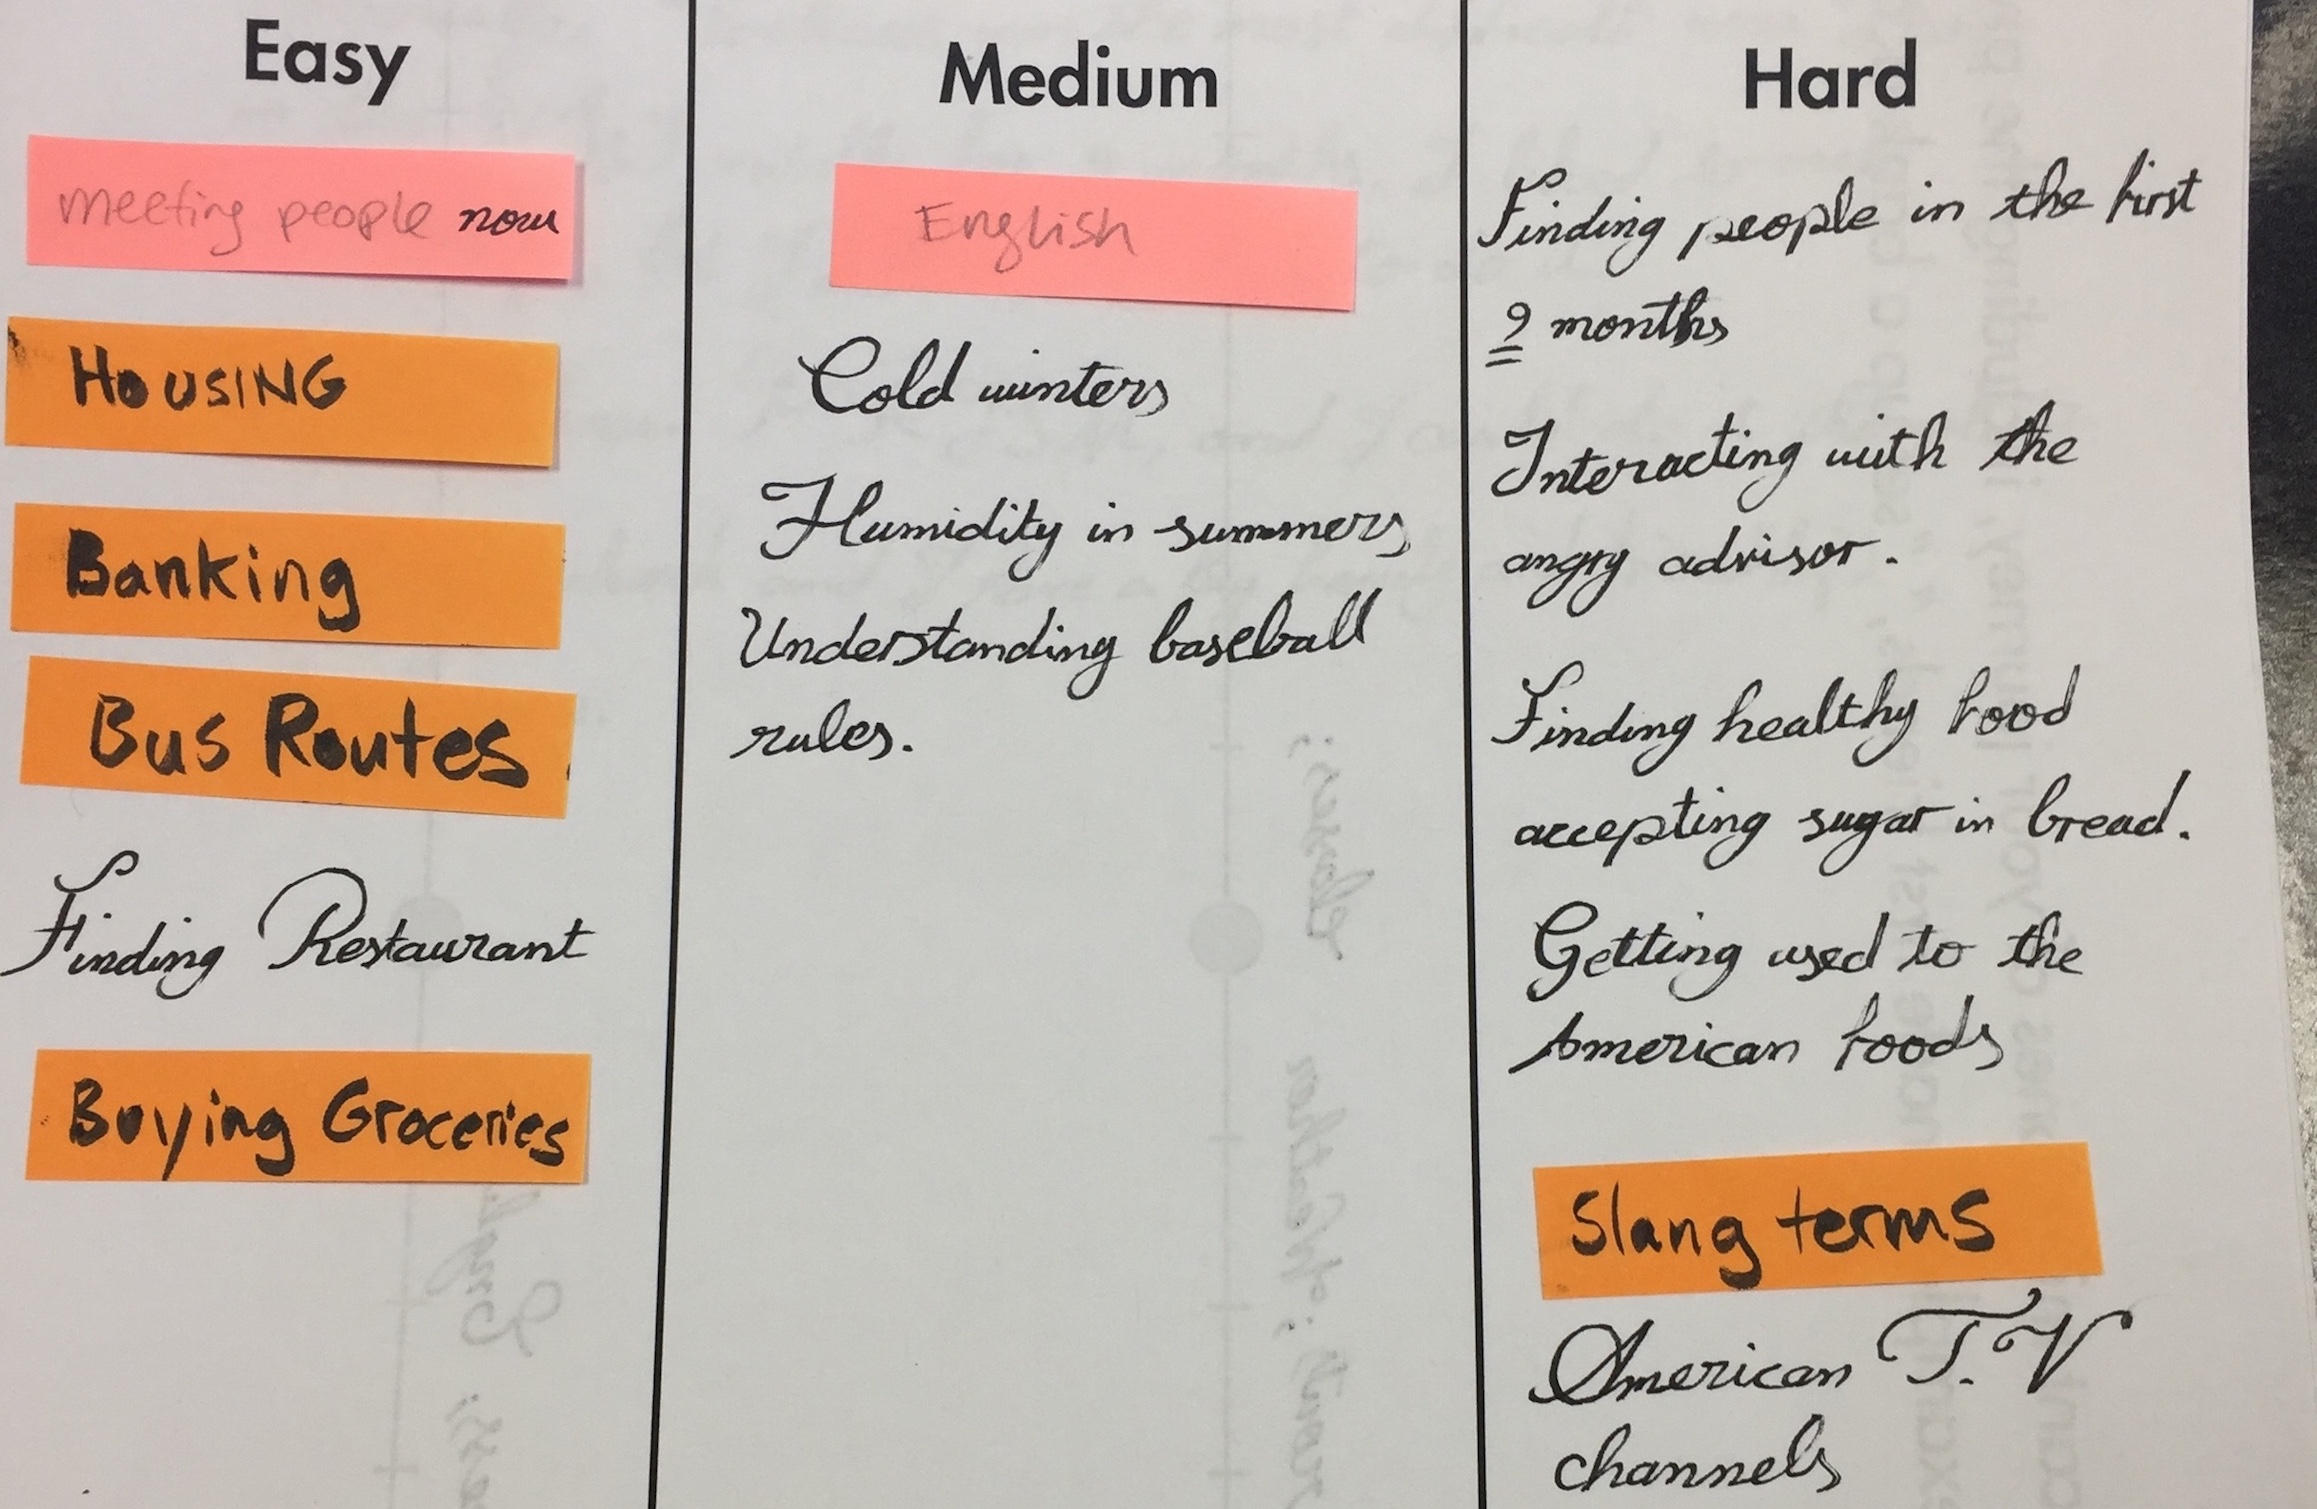 Easy
meeting people now
HOUSING
Banking
Bus Routes.
Finding Restaurant
Buying Groceries
Medium
English
Cold winters
Humidity in summers
Understanding baseball
rules.
Hard
Finding people in the first
9 months
Interacting with the
angry advisor.
Finding healthy food
accepting sugar in bread.
Getting used to the
American foods
Slang terms
American T.V
channels